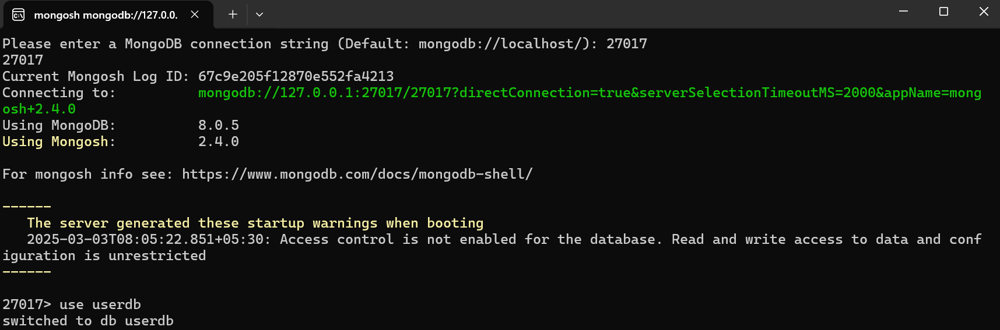 mongosh mongodb://127.0.0.
Please enter a MongoDB connection string (Default: mongodb://localhost/): 27017
27017
Current Mongosh Log ID: 67c9e205f12870e552fa4213
Connecting to:          mongodb://127.0.0.1:27017/27017?directConnection=true&serverSelectionTimeoutMS=2000&appName=mong
osh+2.4.0
Using MongoDB:          8.0.5
Using Mongosh:          2.4.0
For mongosh info see: https://www.mongodb.com/docs/mongodb-shell/
------
   The server generated these startup warnings when booting
   2025-03-03T08:05:22.851+05:30: Access control is not enabled for the database. Read and write access to data and conf
iguration is unrestricted
------
27017> use userdb
switched to db userdb